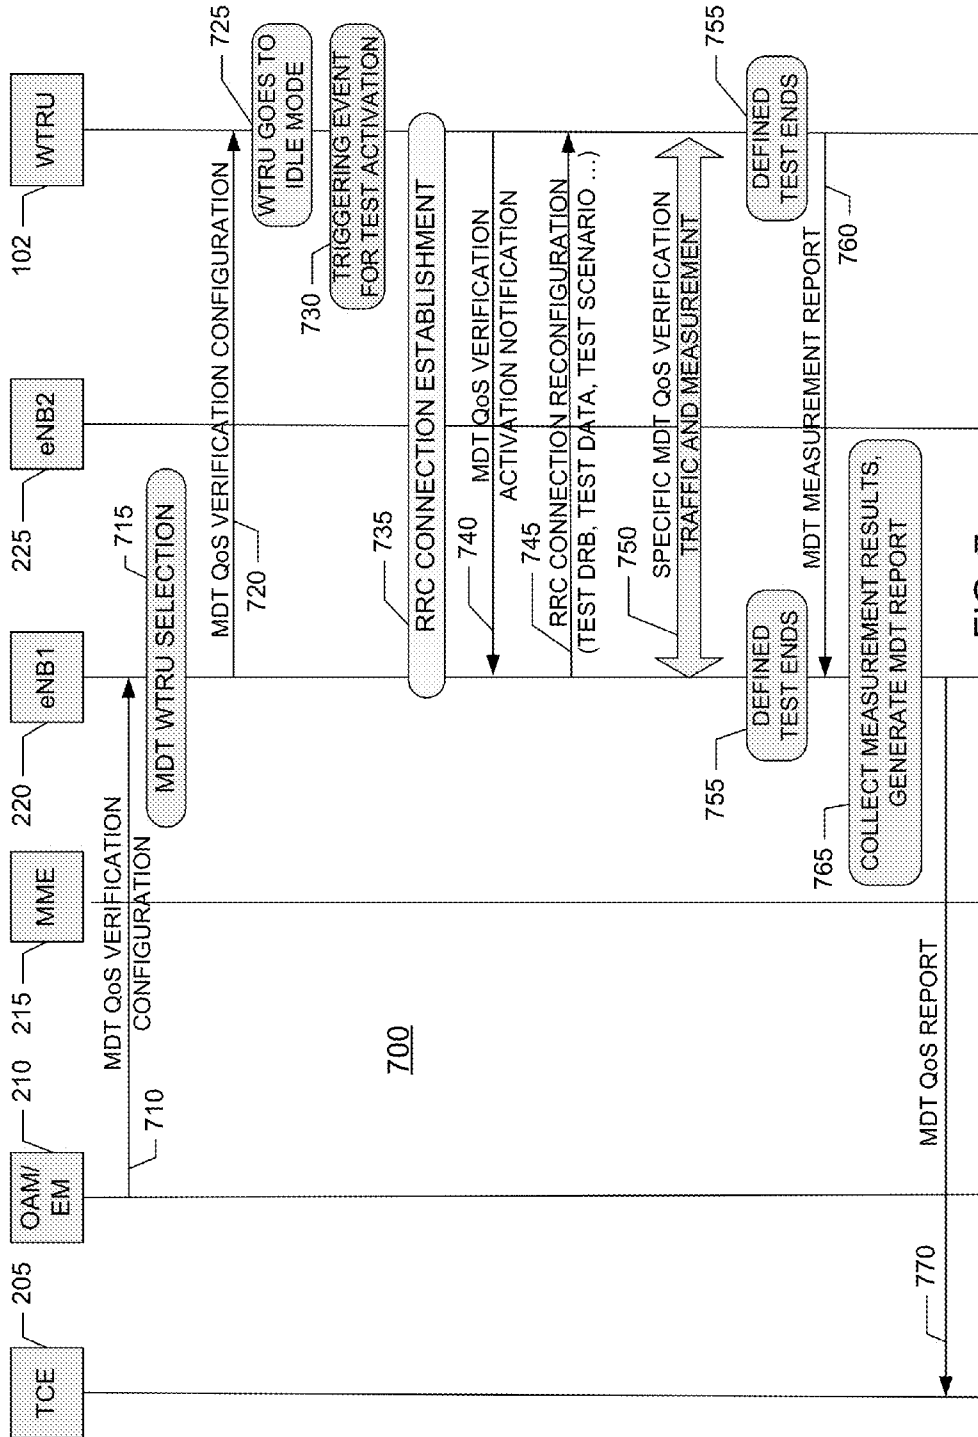 TCE
205
OAM/
EM
210
MME
215
eNB1
220
eNB2
225
WTRU
102
MDT QoS VERIFICATION
CONFIGURATION
710
MDT WTRU SELECTION
715
MDT QoS VERIFICATION CONFIGURATION
720
WTRU GOES TO
IDLE MODE
725
TRIGGERING EVENT
FOR TEST ACTIVATION
730
RRC CONNECTION ESTABLISHMENT
735
MDT QoS VERIFICATION
ACTIVATION NOTIFICATION
740
RRC CONNECTION RECONFIGURATION
(TEST DRB, TEST DATA, TEST SCENARIO ...)
745
SPECIFIC MDT QoS VERIFICATION
TRAFFIC AND MEASUREMENT
750
DEFINED
TEST ENDS
755
DEFINED
TEST ENDS
755
MDT MEASUREMENT REPORT
760
COLLECT MEASUREMENT RESULTS,
GENERATE MDT REPORT
765
MDT QoS REPORT
770
700